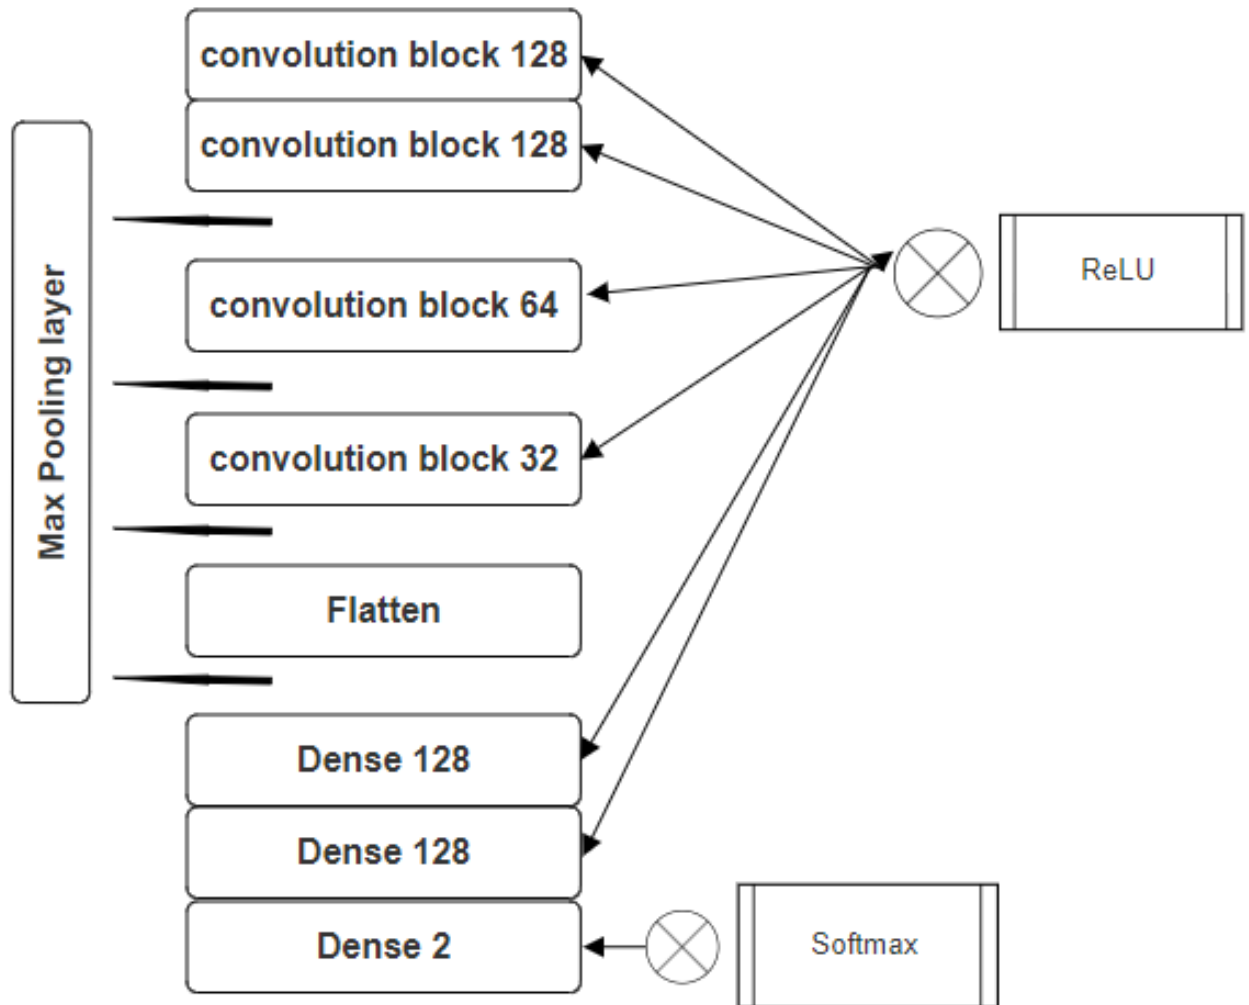 convolution block 128
convolution block 128
Max Pooling layer
convolution block 64
convolution block 32
Flatten
Dense 128
Dense 128
Dense 2
ReLU
Softmax